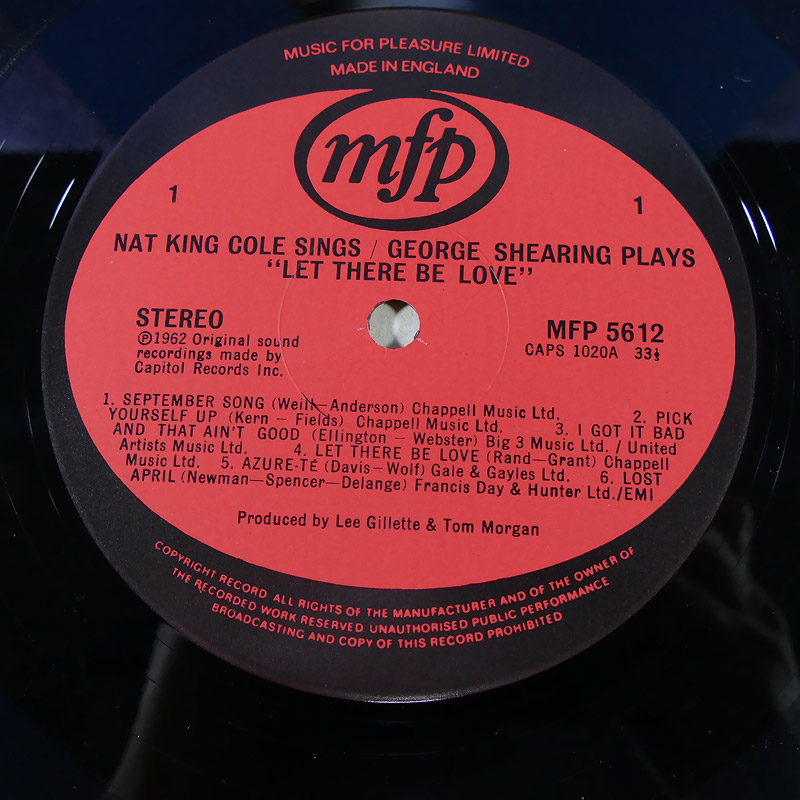 MUSIC FOR PLEASURE LIMITED
MADE IN ENGLAND
mfp
1 1
NAT KING COLE SINGS / GEORGE SHEARING PLAYS
“LET THERE BE LOVE”
STEREO
℗1962 Original sound
recordings made by
Capitol Records Inc.
MFP 5612
CAPS 1020A 33⅓
1. SEPTEMBER SONG (Weill—Anderson) Chappell Music Ltd. 2. PICK
YOURSELF UP (Kern – Fields) Chappell Music Ltd. 3. I GOT IT BAD
AND THAT AIN'T GOOD (Ellington – Webster) Big 3 Music Ltd. / United
Artists Music Ltd. 4. LET THERE BE LOVE (Rand—Grant) Chappell
Music Ltd. 5. AZURE-TÉ (Davis—Wolf) Gale & Gayles Ltd. 6. LOST
APRIL (Newman—Spencer—Delange) Francis Day & Hunter Ltd./EMI
Produced by Lee Gillette & Tom Morgan
COPYRIGHT RECORD ALL RIGHTS OF THE MANUFACTURER AND OF THE OWNER OF
THE RECORDED WORK RESERVED UNAUTHORISED PUBLIC PERFORMANCE
BROADCASTING AND COPY OF THIS RECORD PROHIBITED